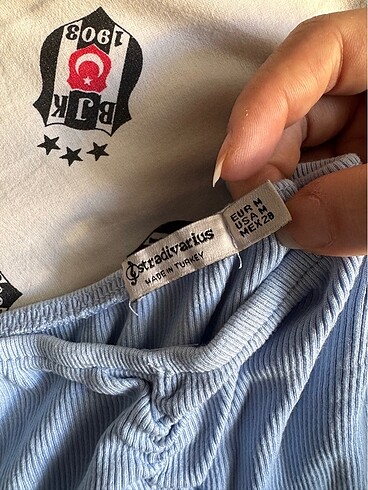 1903
BJK
stradivarius
MADE IN TURKEY
EUR M
USA M
MEX 28